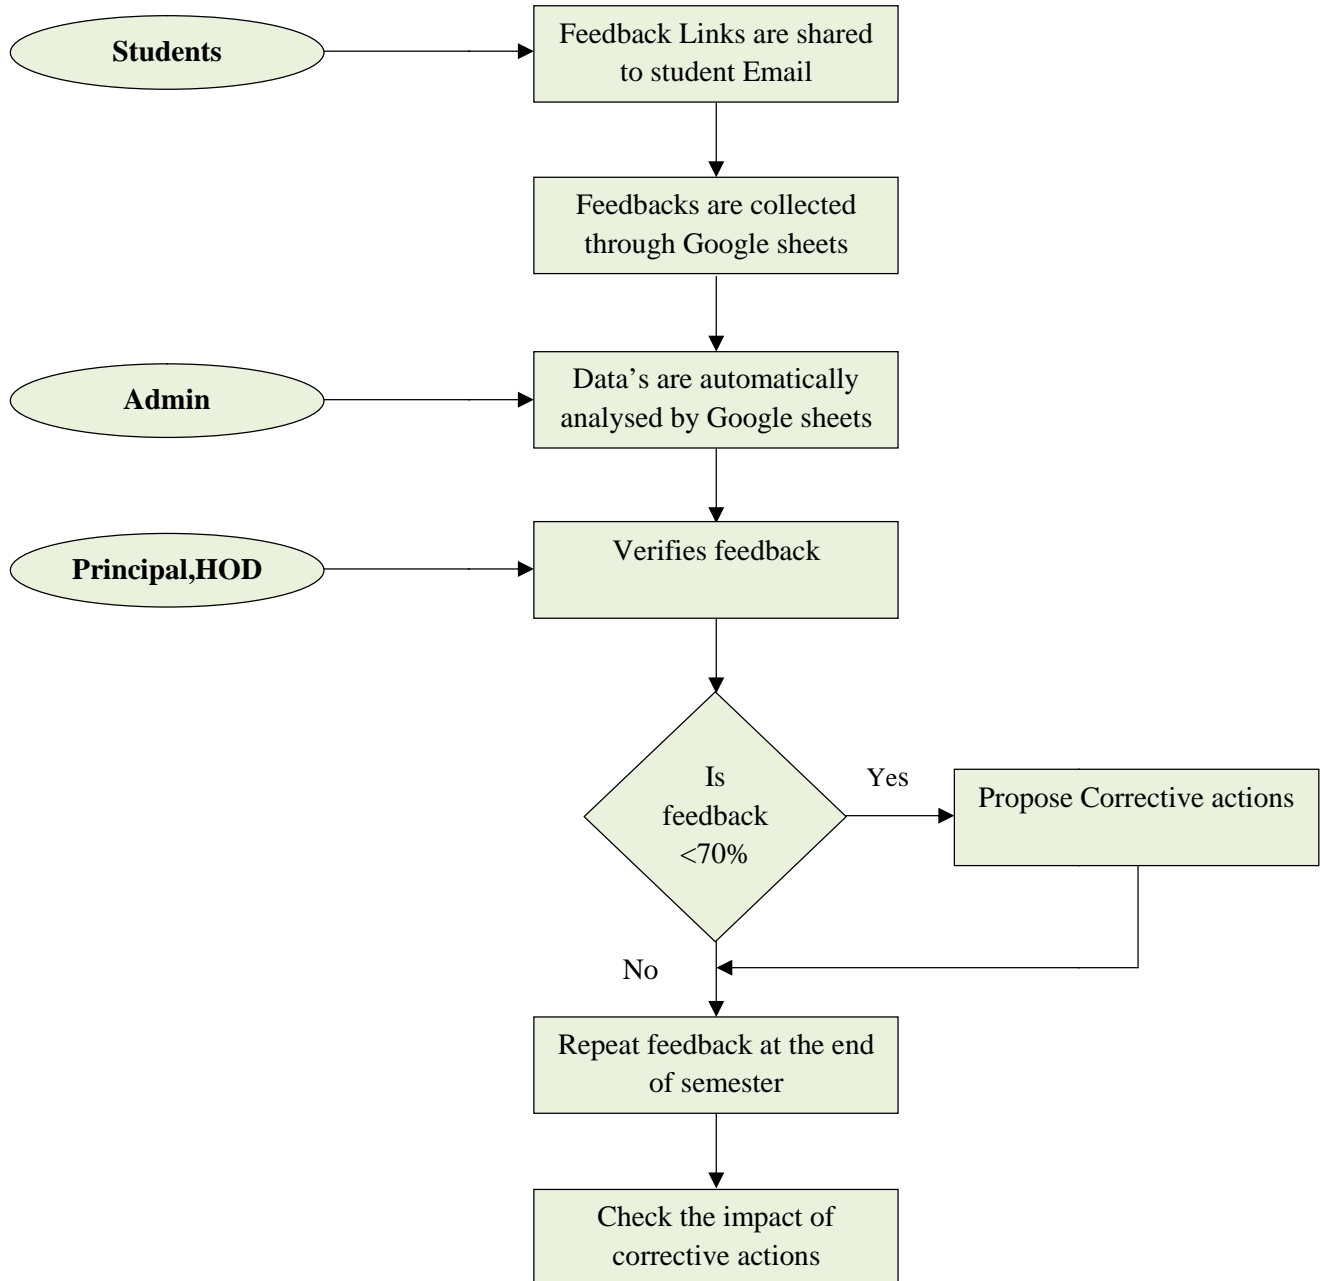 Students
Feedback Links are shared
to student Email
Feedbacks are collected
through Google sheets
Admin
Data’s are automatically
analysed by Google sheets
Principal,HOD
Verifies feedback
Is
feedback
<70%
Yes
Propose Corrective actions
No
Repeat feedback at the end
of semester
Check the impact of
corrective actions